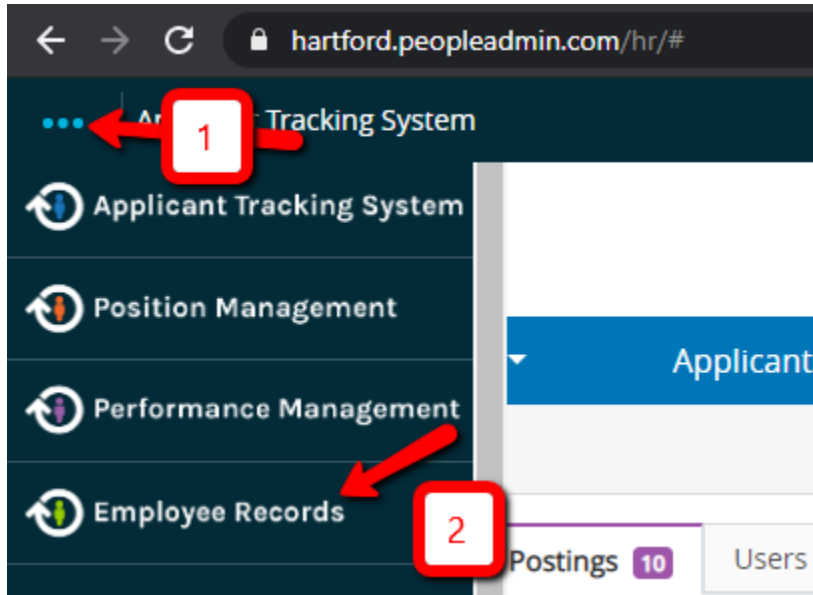 hartford.peopleadmin.com/hr/#
1
Tracking System
Applicant Tracking System
Position Management
Applicant
Performance Management
Employee Records
2
Postings 10 Users